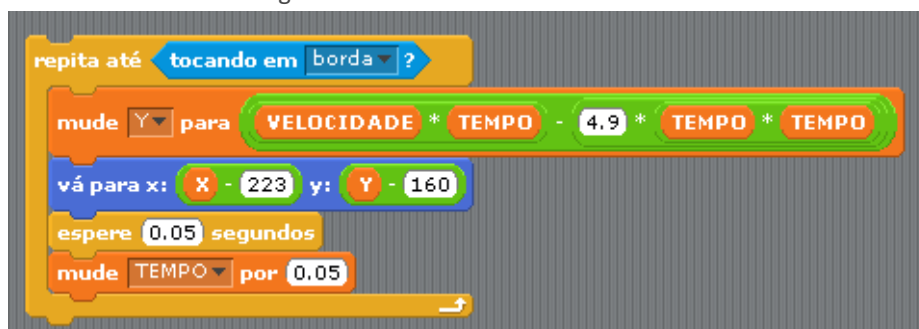 repita até tocando em borda ?
mude Y para VELOCIDADE * TEMPO - 4.9 * TEMPO * TEMPO
vá para x: X - 223 y: Y - 160
espere 0.05 segundos
mude TEMPO por 0.05